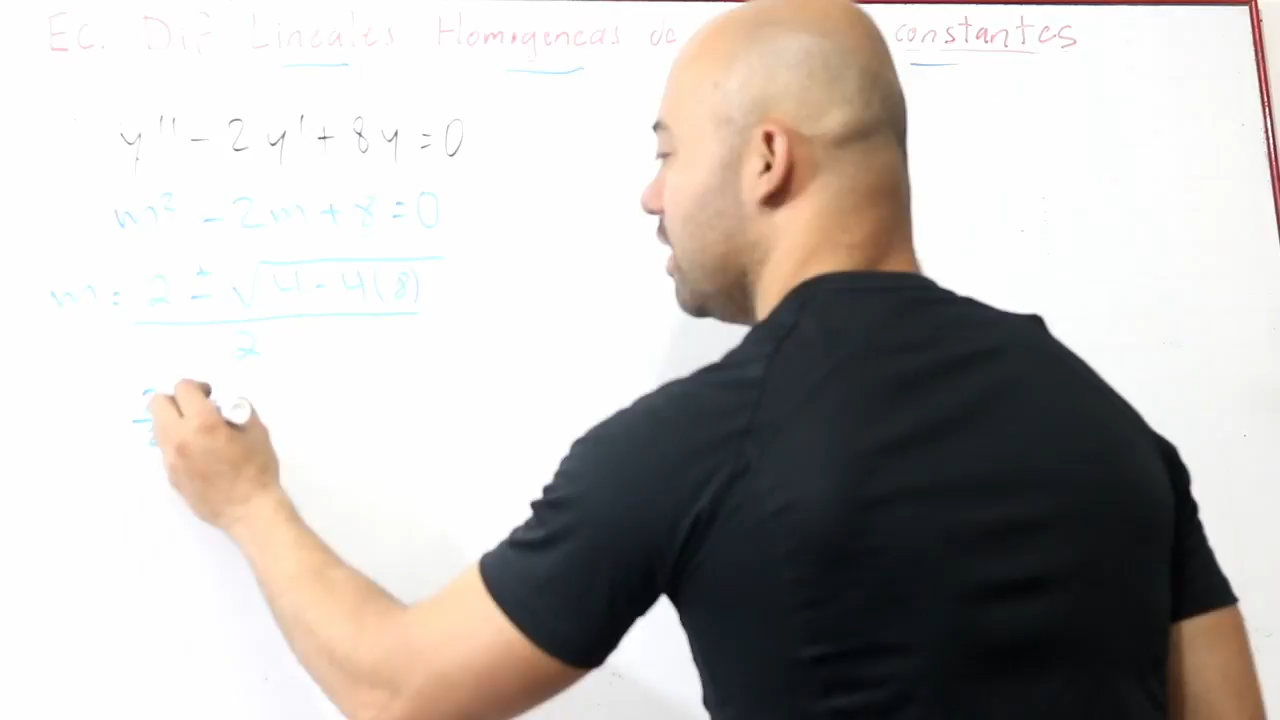 Ec. Dif Lineales Homogeneas de constantes
y'' - 2y' + 8y = 0
m² - 2m + 8 = 0
m = 2 ± √4 - 4(8)
2